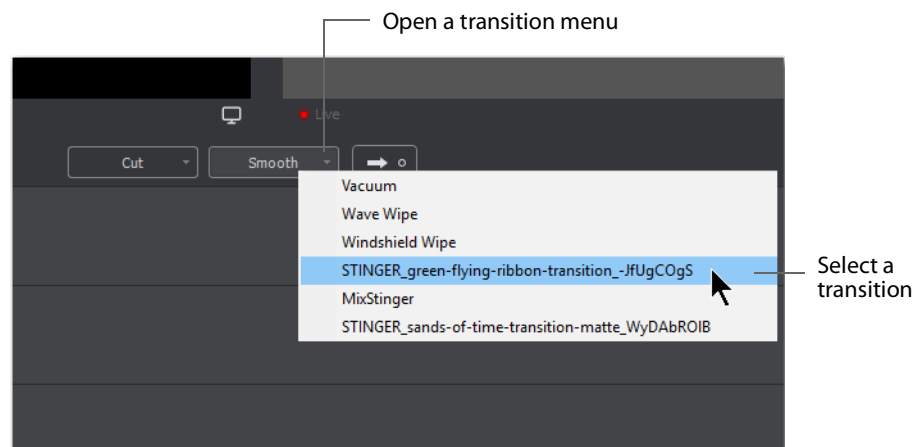 Open a transition menu
Live
Cut
Smooth
Vacuum
Wave Wipe
Windshield Wipe
STINGER_green-flying-ribbon-transition_-JfUgCOgS
MixStinger
STINGER_sands-of-time-transition-matte_WyDAbROIB
Select a
transition